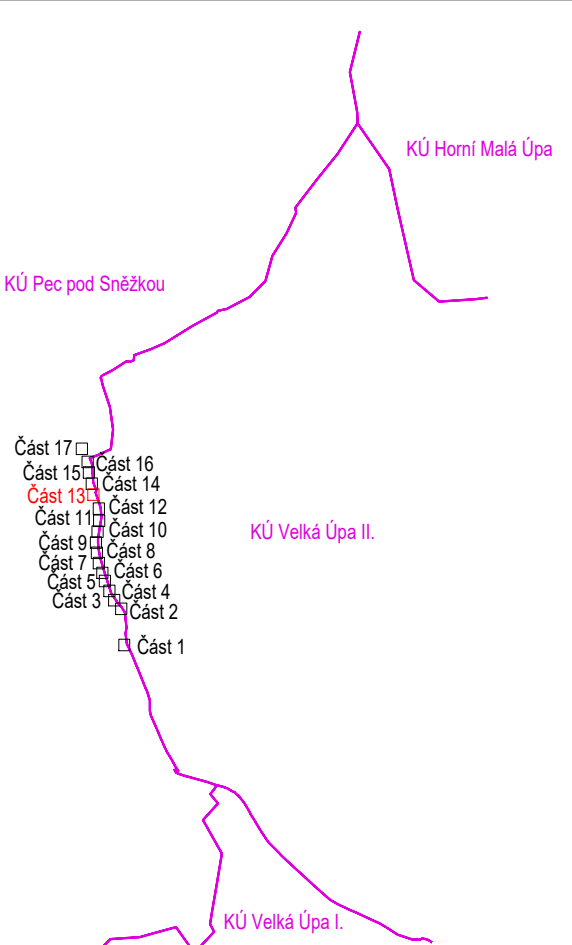 KÚ Horní Malá Úpa
KÚ Pec pod Sněžkou
Část 17
Část 16
Část 15
Část 14
Část 13
Část 12
Část 11
Část 10
KÚ Velká Úpa II.
Část 9
Část 8
Část 7
Část 6
Část 5
Část 4
Část 3
Část 2
Část 1
KÚ Velká Úpa I.